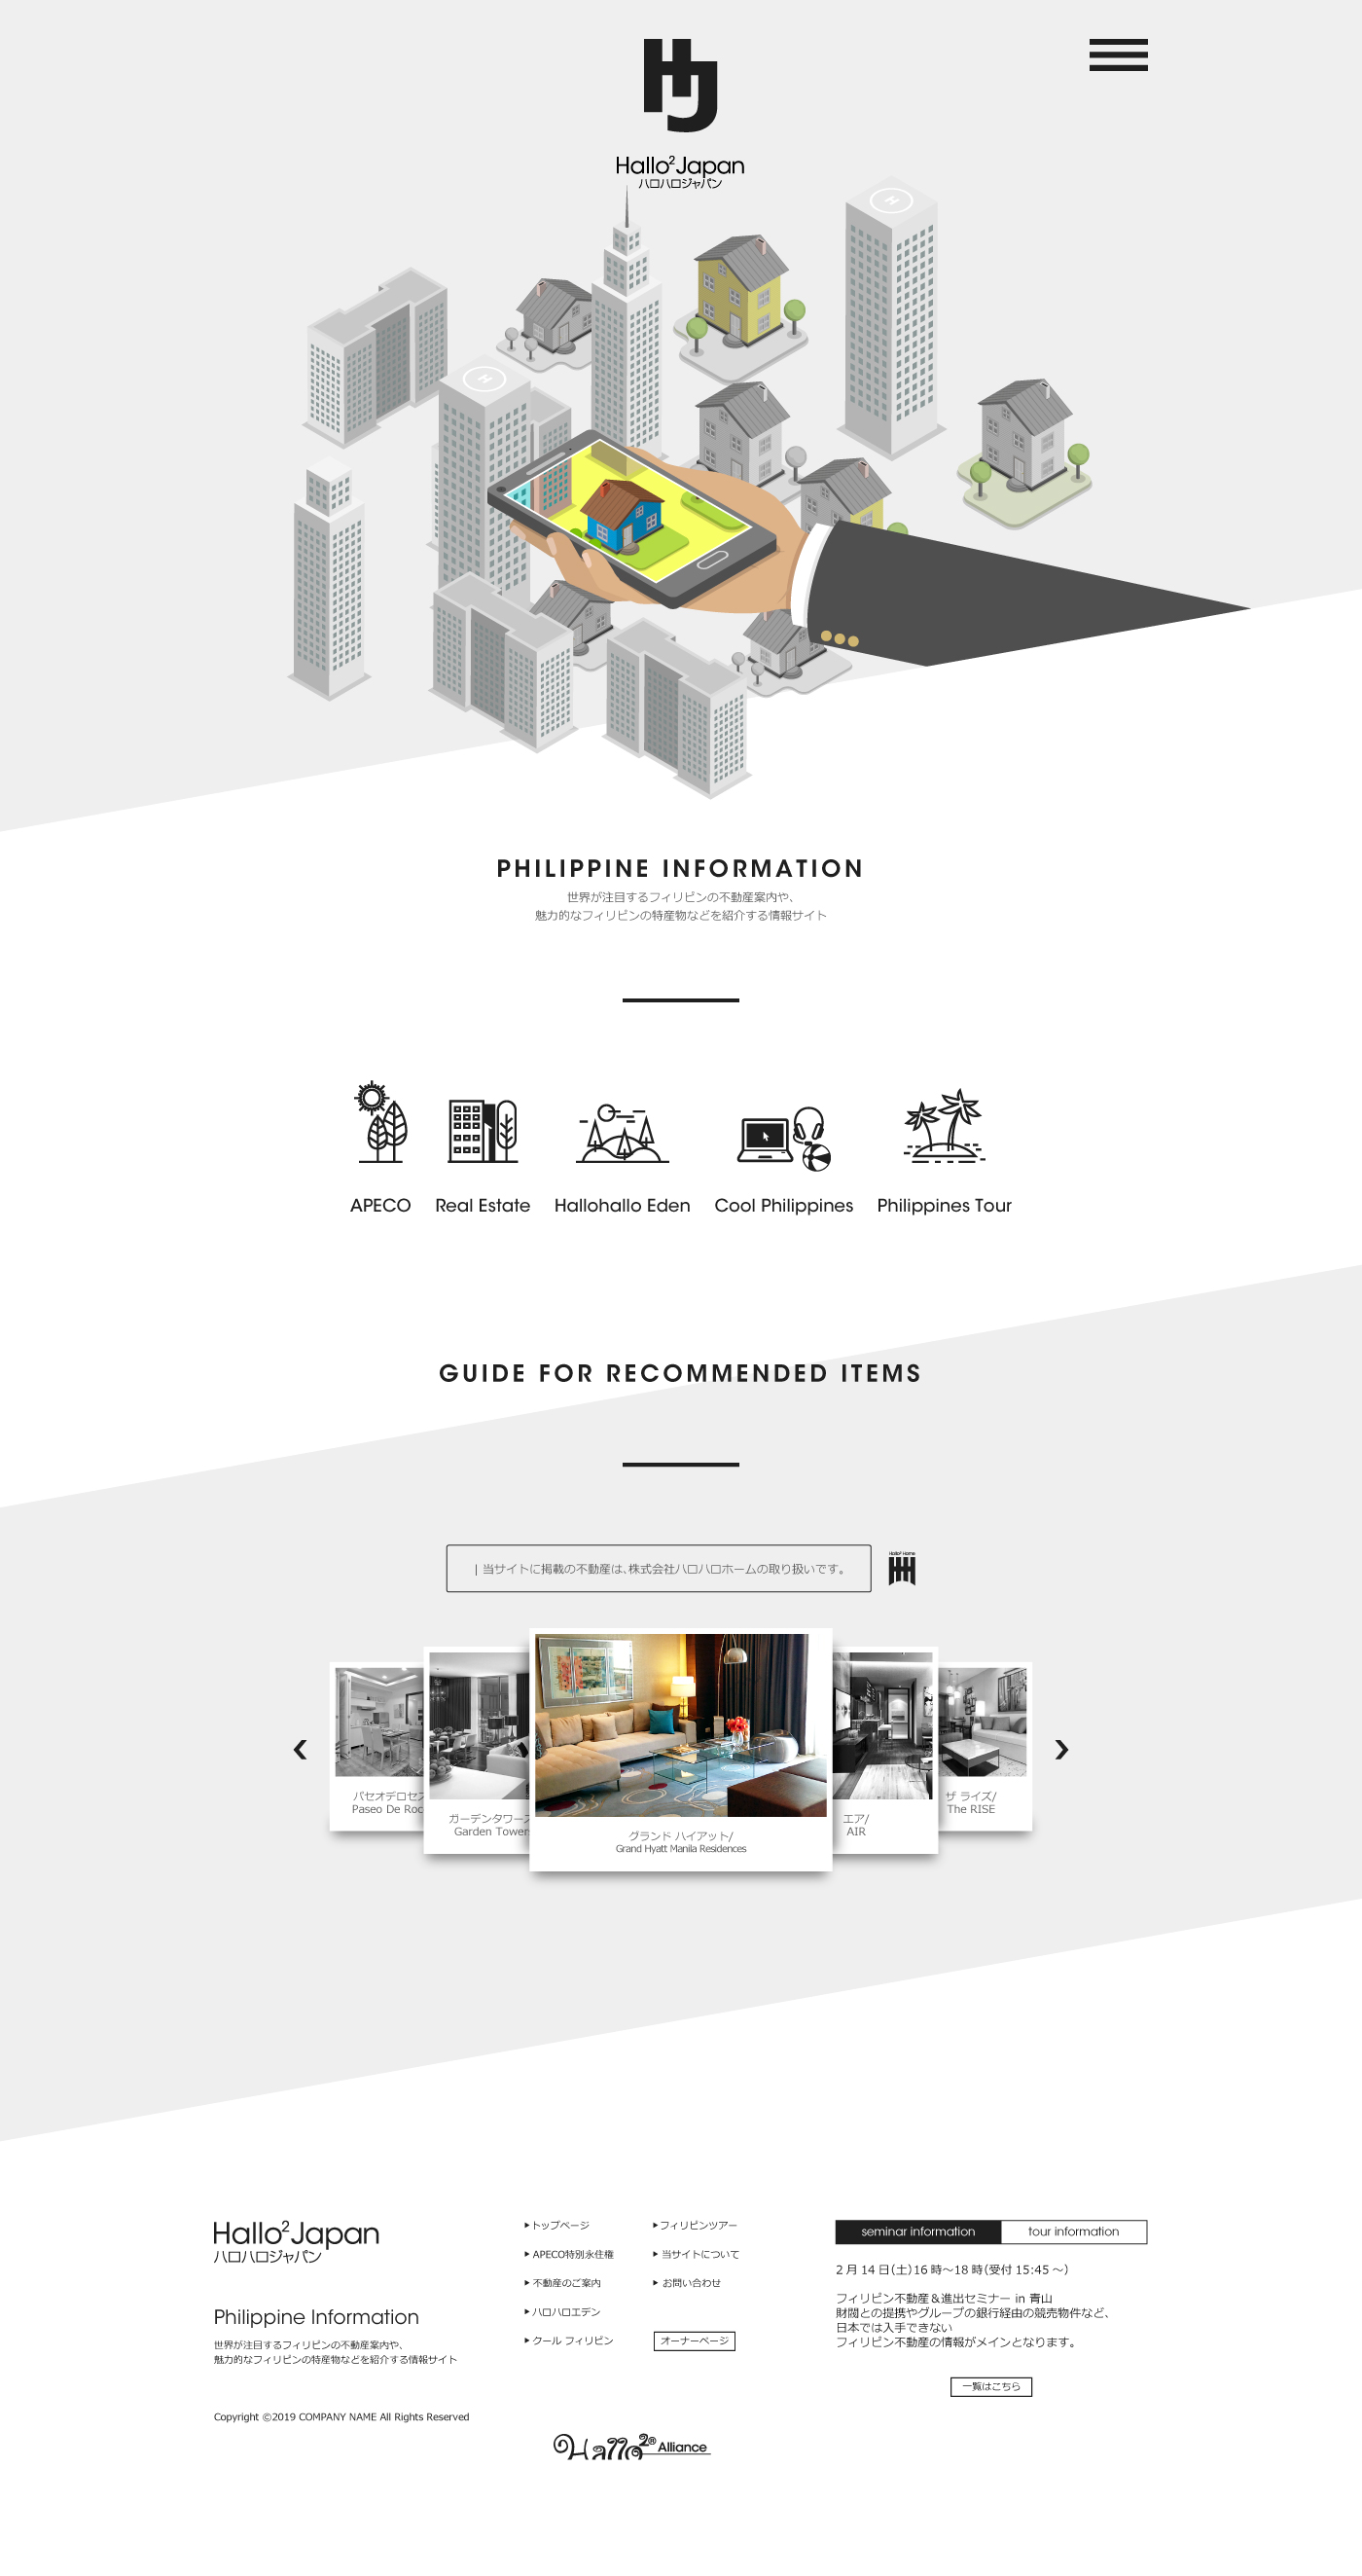 HJ
Hallo²Japan
ハロハロジャパン
H
H
PHILIPPINE INFORMATION
世界が注目するフィリピンの不動産案内や、
魅力的なフィリピンの特産物などを紹介する情報サイト
APECO
Real Estate
Hallohallo Eden
Cool Philippines
Philippines Tour
GUIDE FOR RECOMMENDED ITEMS
| 当サイトに掲載の不動産は、株式会社ハロハロホームの取り扱いです。
Hallo² Home
パセオデロセス
Paseo De Roc
ガーデンタワーズ
Garden Towers
グランド ハイアット/
Grand Hyatt Manila Residences
エア/
AIR
ザ ライズ/
The RISE
Hallo²Japan
ハロハロジャパン
Philippine Information
世界が注目するフィリピンの不動産案内や、
魅力的なフィリピンの特産物などを紹介する情報サイト
Copyright ©2019 COMPANY NAME All Rights Reserved
トップページ
APECO特別永住権
不動産のご案内
ハロハロエデン
クール フィリピン
フィリピンツアー
当サイトについて
お問い合わせ
オーナーページ
Hallo²® Alliance
seminar information
tour information
2 月 14 日(土)16 時〜18 時(受付 15:45 〜)
フィリピン不動産＆進出セミナー in 青山
財閥との提携やグループの銀行経由の競売物件など、
日本では入手できない
フィリピン不動産の情報がメインとなります。
一覧はこちら